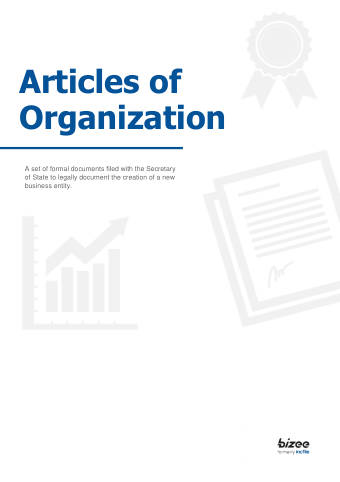 Articles of
Organization
A set of formal documents filed with the Secretary
of State to legally document the creation of a new
business entity.
bizee
formerly incfile